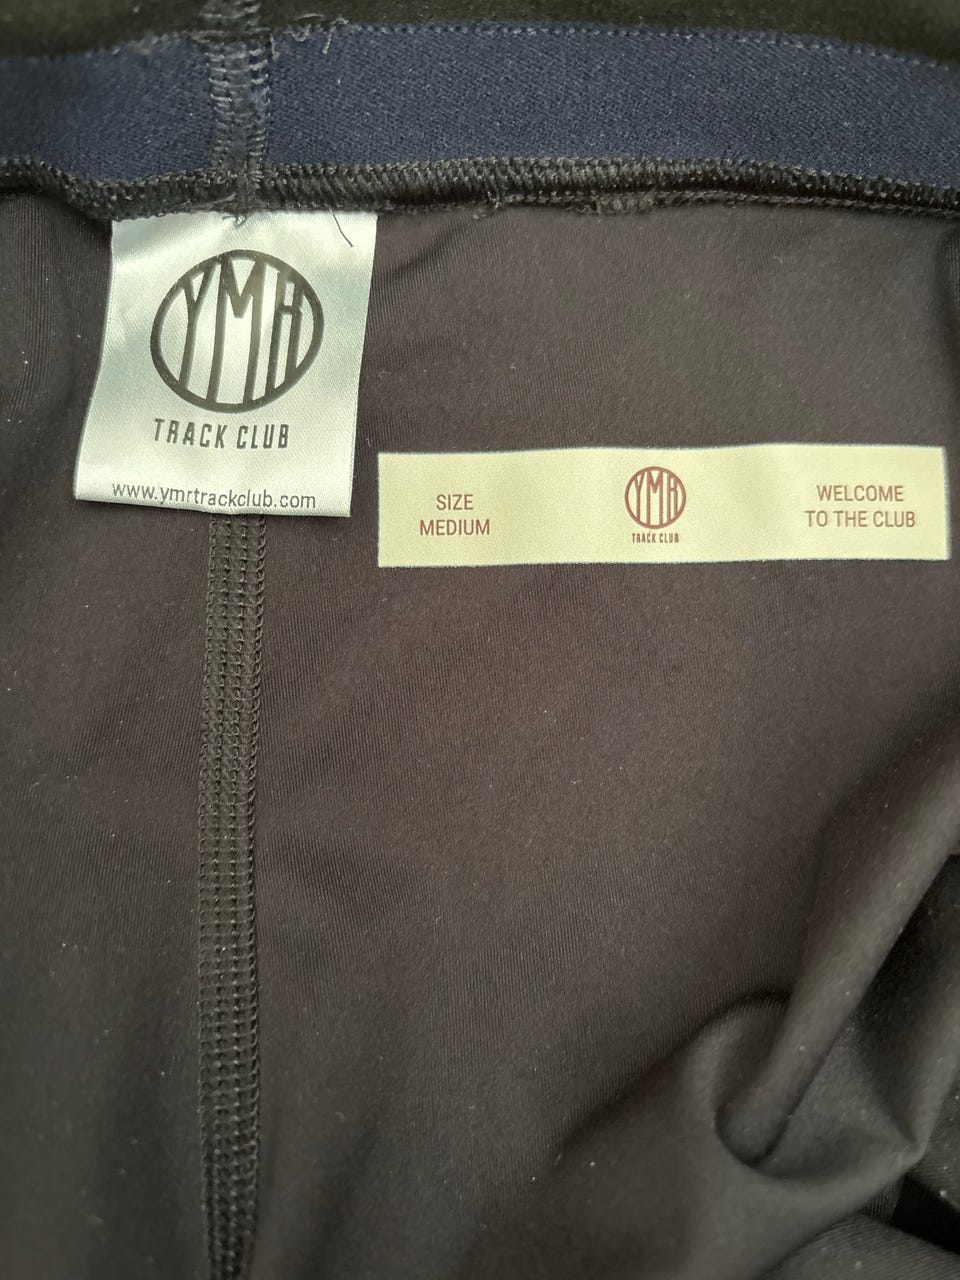 YMR
TRACK CLUB
www.ymrtrackclub.com
SIZE
MEDIUM
YMR
TRACK CLUB
WELCOME
TO THE CLUB